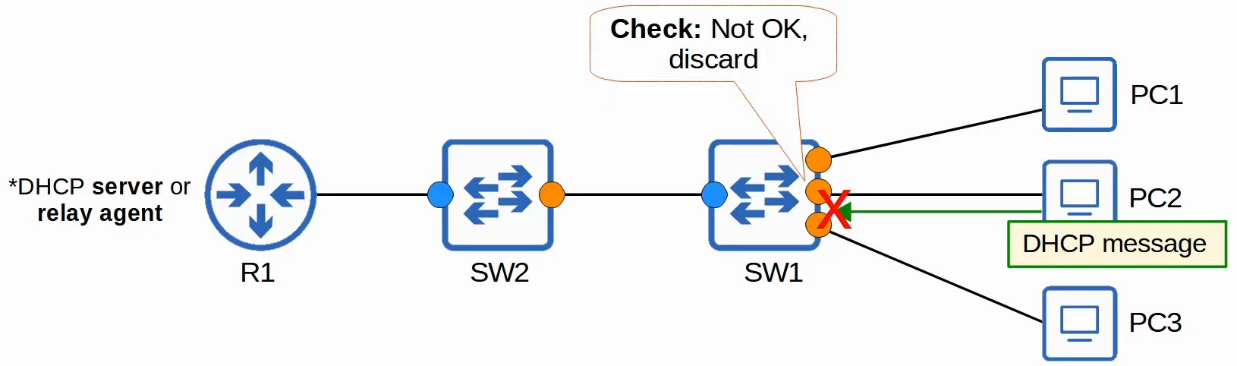 Check: Not OK,
discard
PC1
*DHCP server or
relay agent
PC2
DHCP message
R1
SW2
SW1
PC3